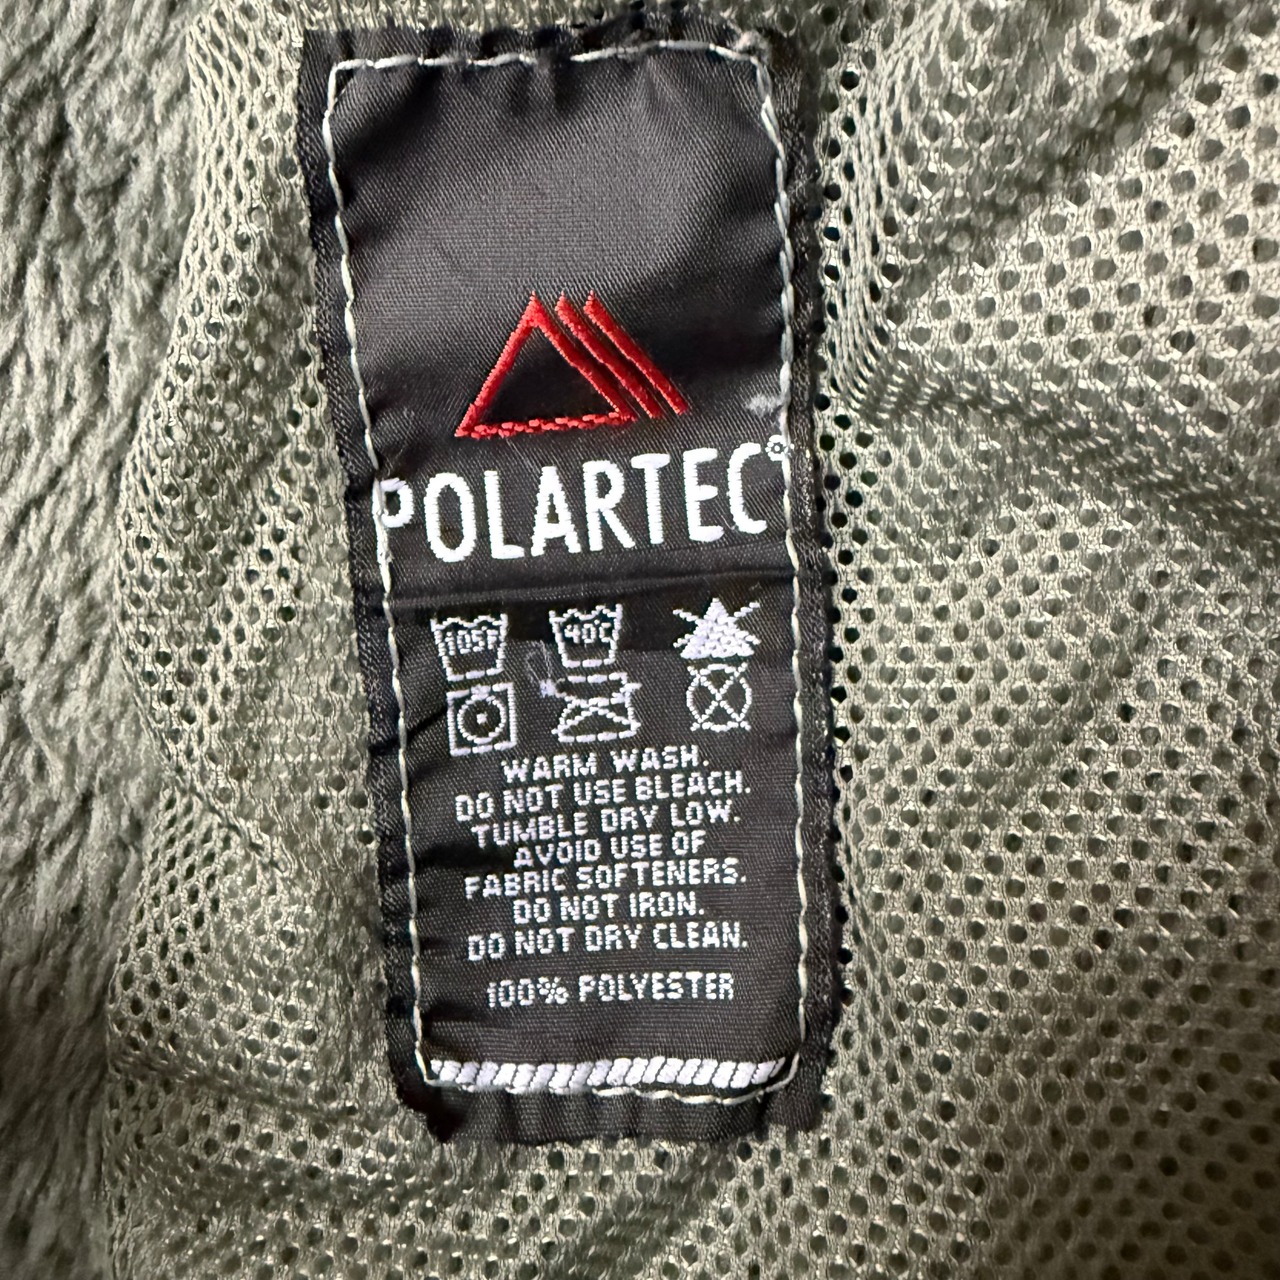 POLARTEC®
105F 40C
WARM WASH.
DO NOT USE BLEACH.
TUMBLE DRY LOW.
AVOID USE OF
FABRIC SOFTENERS.
DO NOT IRON.
DO NOT DRY CLEAN.
100% POLYESTER